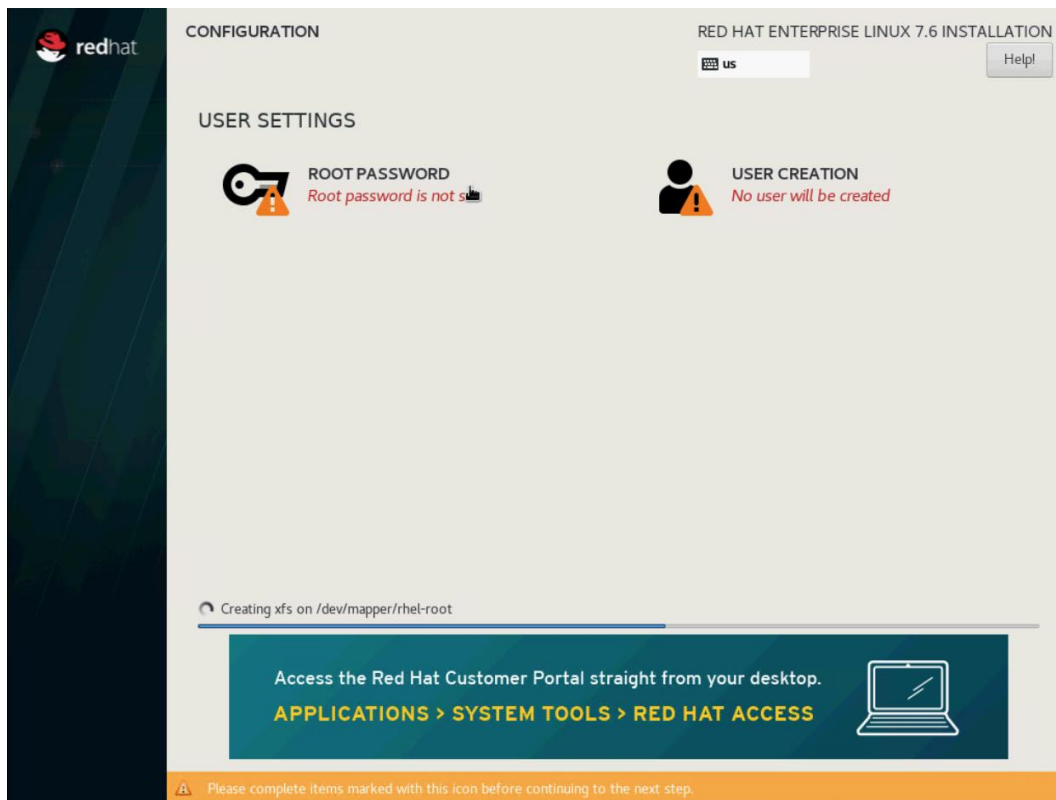 redhat
CONFIGURATION
RED HAT ENTERPRISE LINUX 7.6 INSTALLATION
us
Help!
USER SETTINGS
ROOT PASSWORD
Root password is not
USER CREATION
No user will be created
Creating xfs on /dev/mapper/rhel-root
Access the Red Hat Customer Portal straight from your desktop.
APPLICATIONS > SYSTEM TOOLS > RED HAT ACCESS
Please complete items marked with this icon before continuing to the next step.